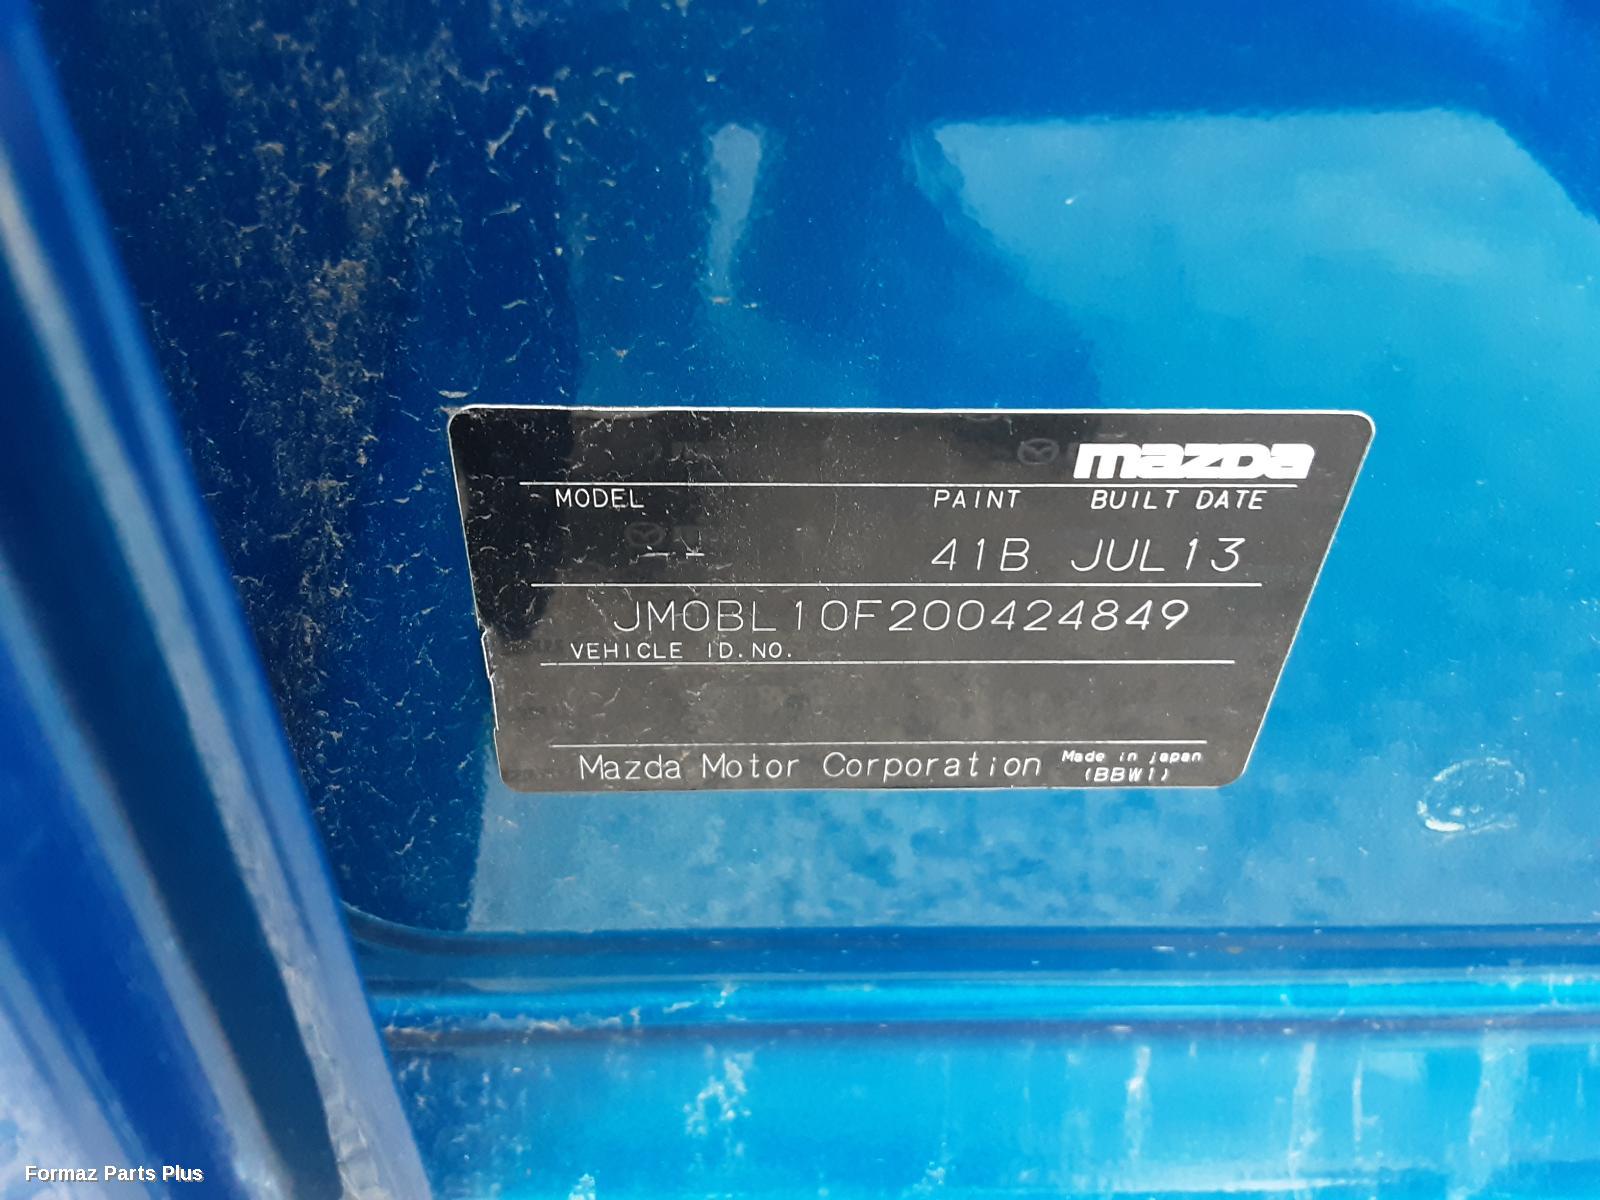 mazda
MODEL PAINT BUILT DATE
-- 41B JUL13
JM0BL10F200424849
VEHICLE ID.NO.
Mazda Motor Corporation Made in japan
(BBW1)
Formaz Parts Plus